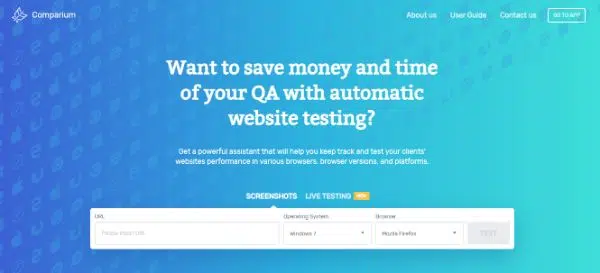 Comparium
About us
User Guide
Contact us
GO TO APP
Want to save money and time
of your QA with automatic
website testing?
Get a powerful assistant that will help you keep track and test your clients'
websites performance in various browsers, browser versions, and platforms.
SCREENSHOTS
LIVE TESTING
NEW
URL
Operating System
Browser
Please insert URL
Windows 7
Mozila Firefox
TEST